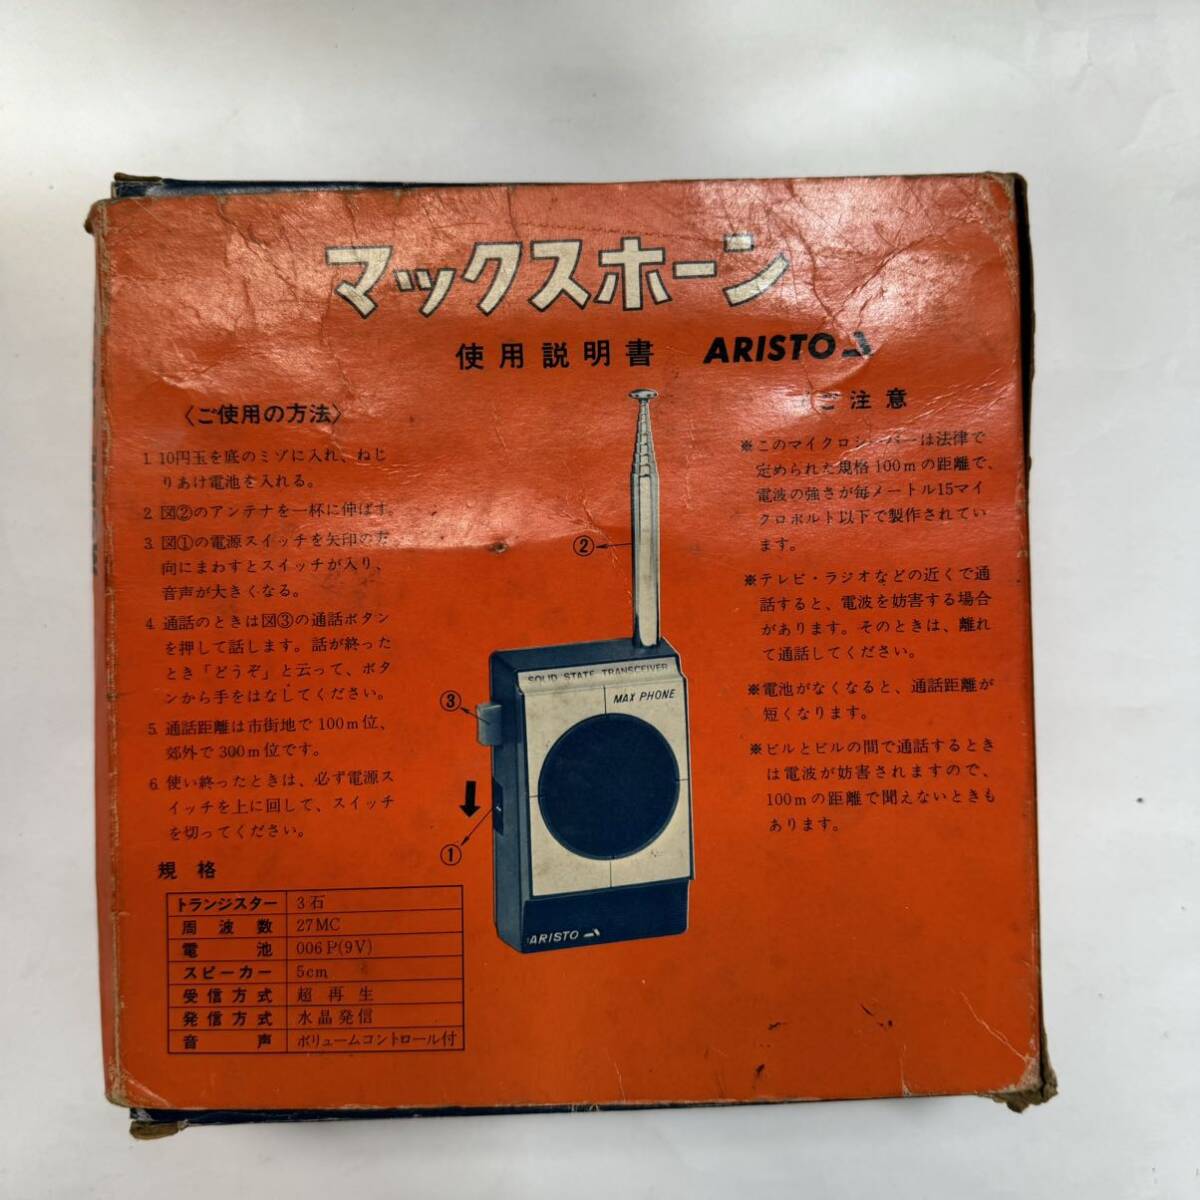 マックスホーン
使用説明書 ARISTO
〈ご使用の方法〉
1. 10円玉を底のミゾに入れ、ねじ
りあけ電池を入れる。
2. 図②のアンテナを一杯に伸ばす。
3. 図①の電源スイッチを矢印の方
向にまわすとスイッチが入り、
音声が大きくなる。
4. 通話のときは図③の通話ボタン
を押して話します。話が終った
とき「どうぞ」と云って、ボタ
ンから手をはなしてください。
5. 通話距離は市街地で100m位、
郊外で300m位です。
6. 使い終ったときは、必ず電源ス
イッチを上に回して、スイッチ
を切ってください。
規格
トランジスター 3石
周波数 27MC
電池 006P(9V)
スピーカー 5cm
受信方式 超再生
発信方式 水晶発信
音声 ボリュームコントロール付
②
③
①
SOLID STATE TRANSCEIVER
MAX PHONE
ARISTO
ご注意
※このマイクロシーバーは法律で
定められた規格100mの距離で、
電波の強さが毎メートル15マイ
クロボルト以下で製作されてい
ます。
※テレビ・ラジオなどの近くで通
話すると、電波を妨害する場合
があります。そのときは、離れ
て通話してください。
※電池がなくなると、通話距離が
短くなります。
※ビルとビルの間で通話するとき
は電波が妨害されますので、
100mの距離で聞えないときも
あります。